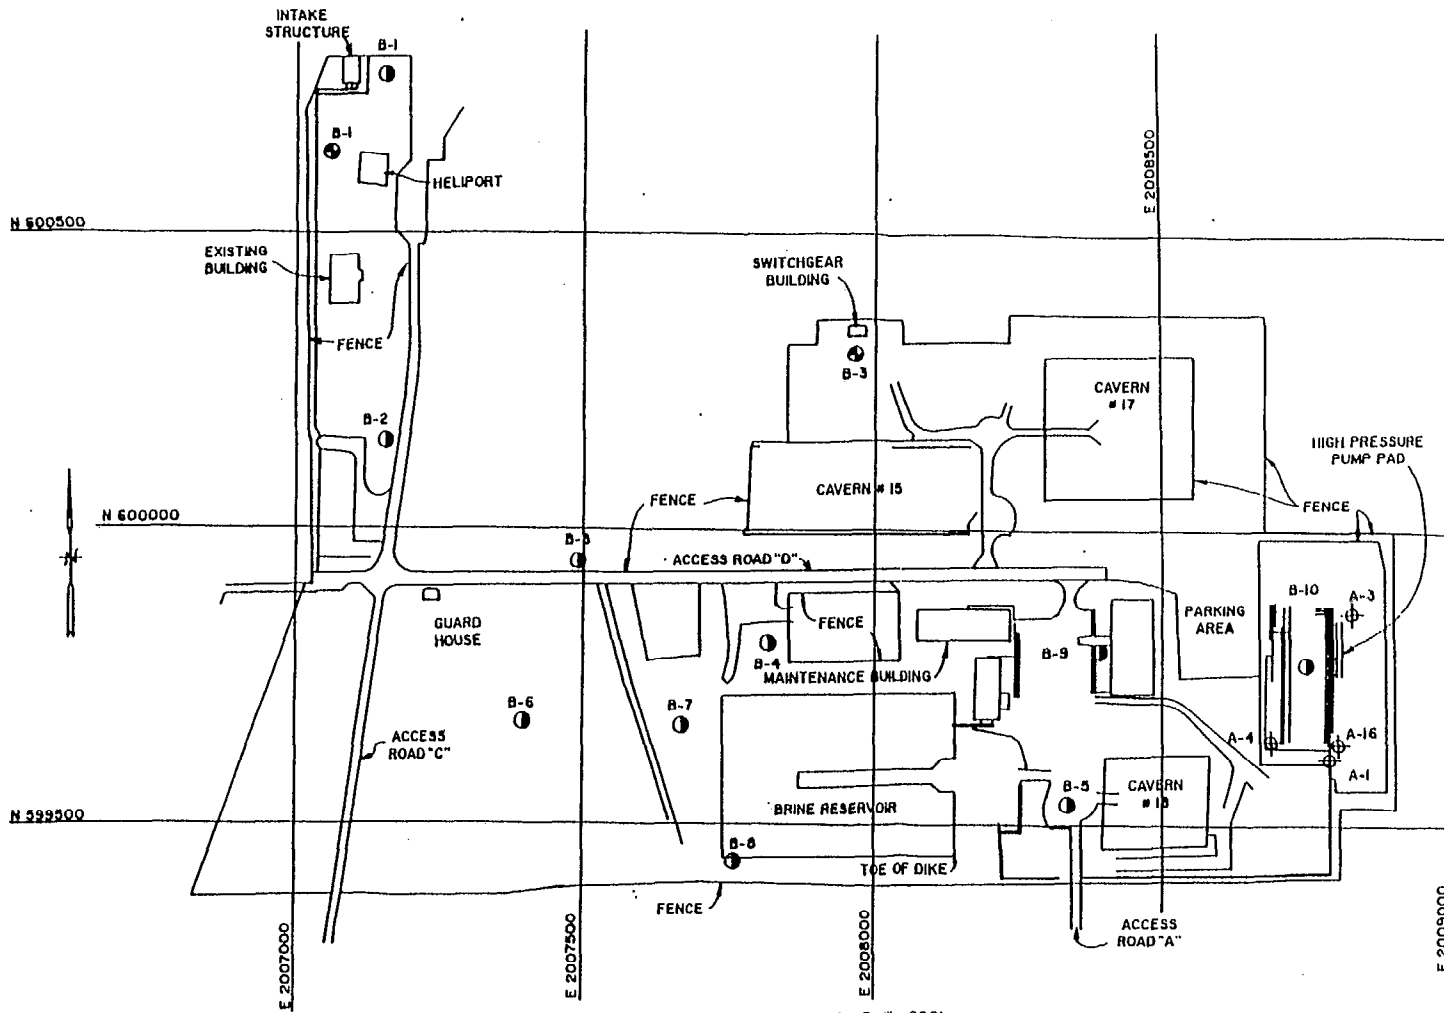 INTAKE
STRUCTURE
B-1
B-1
HELIPORT
E 2008500
N 600500
EXISTING
BUILDING
SWITCHGEAR
BUILDING
FENCE
B-3
CAVERN
# 17
B-2
HIGH PRESSURE
PUMP PAD
FENCE
CAVERN # 15
FENCE
N 600000
B-3
ACCESS ROAD "D"
B-10
A-3
GUARD
HOUSE
FENCE
PARKING
AREA
B-4
B-9
MAINTENANCE BUILDING
B-6
B-7
ACCESS
ROAD "C"
A-4
A-16
A-1
B-5
CAVERN
BRINE RESERVOIR
N 599500
B-8
TOE OF DIKE
FENCE
ACCESS
ROAD "A"
E 2007000
E 2007500
E 2008000
E 2009000